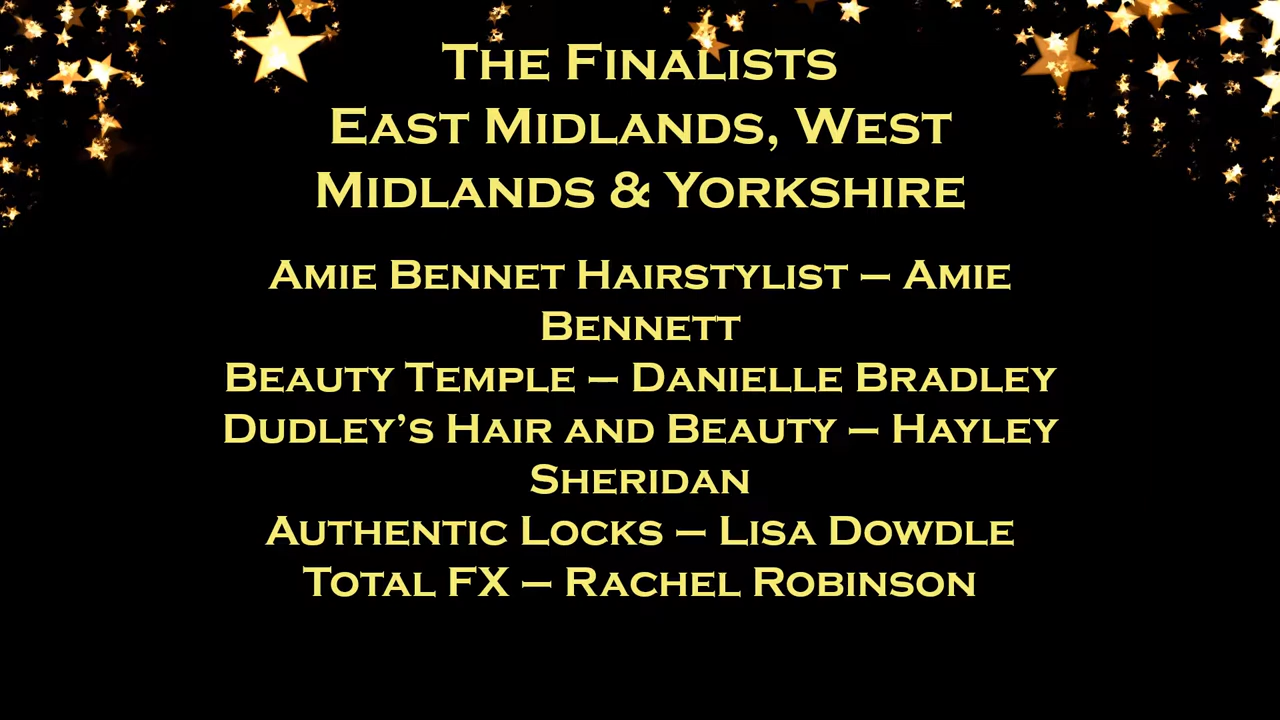 The Finalists
East Midlands, West
Midlands & Yorkshire
Amie Bennet Hairstylist – Amie
Bennett
Beauty Temple – Danielle Bradley
Dudley’s Hair and Beauty – Hayley
Sheridan
Authentic Locks – Lisa Dowdle
Total FX – Rachel Robinson